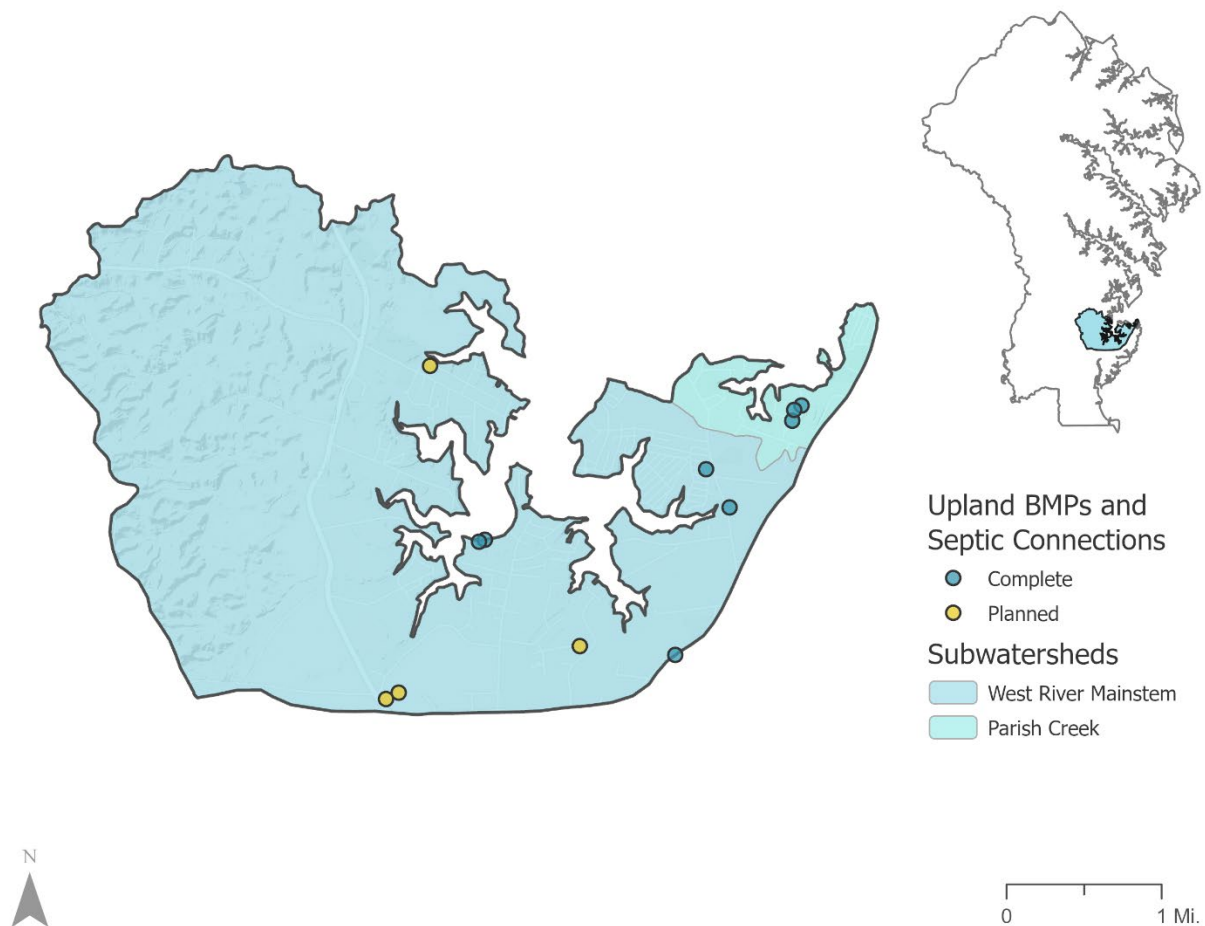 Upland BMPs and
Septic Connections
Complete
Planned
Subwatersheds
West River Mainstem
Parish Creek
N
0 1 Mi.